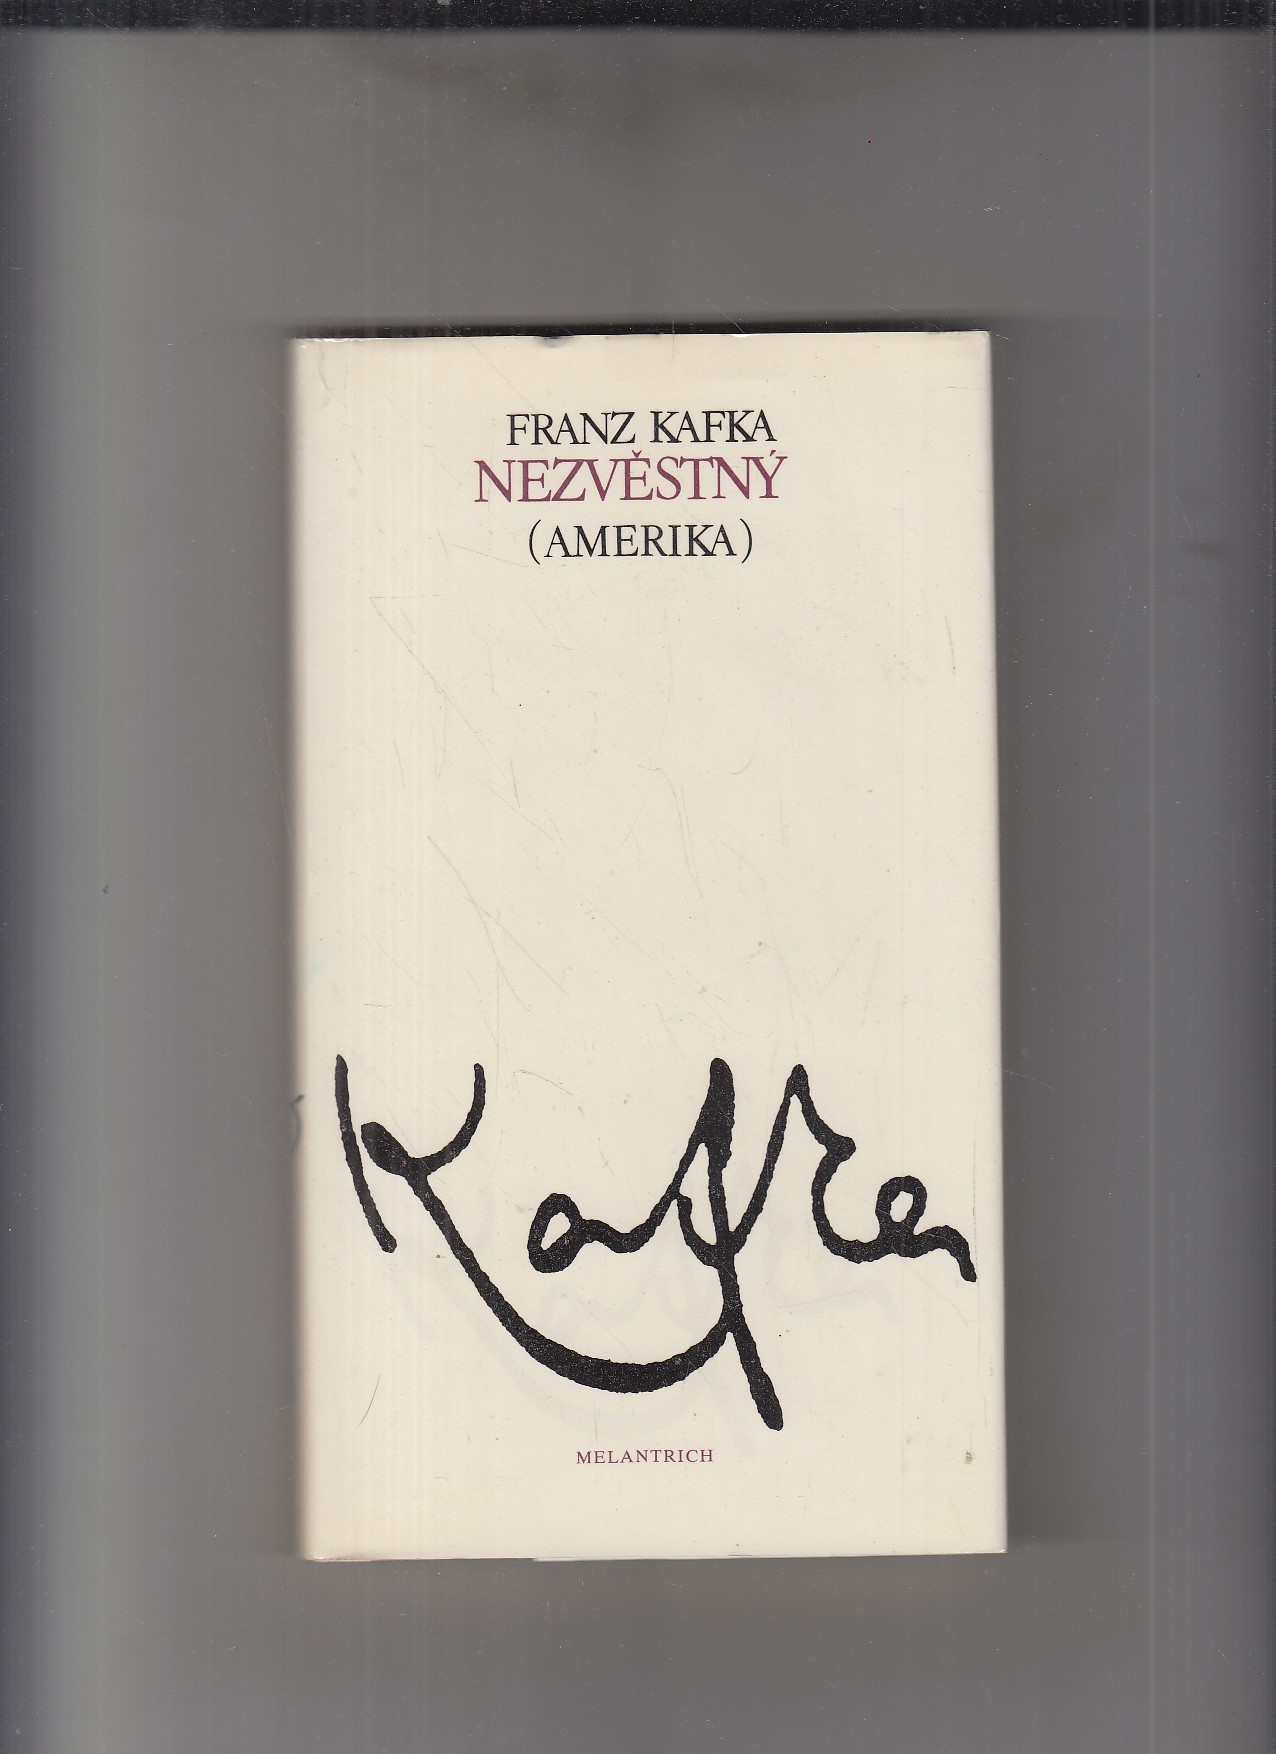 FRANZ KAFKA
NEZVĚSTNÝ
(AMERIKA)
Kafka
MELANTRICH